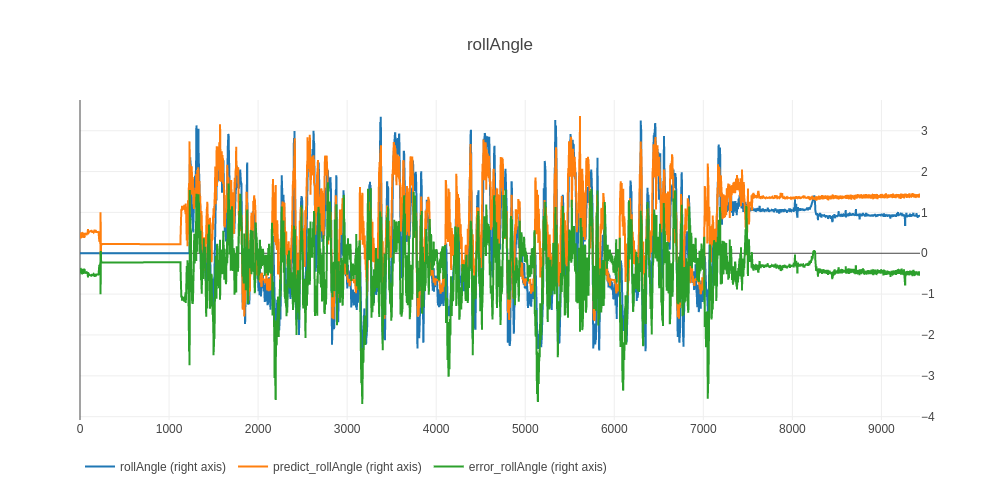 rollAngle
3
2
1
0
−1
−2
−3
−4
0 1000 2000 3000 4000 5000 6000 7000 8000 9000
rollAngle (right axis) predict_rollAngle (right axis) error_rollAngle (right axis)